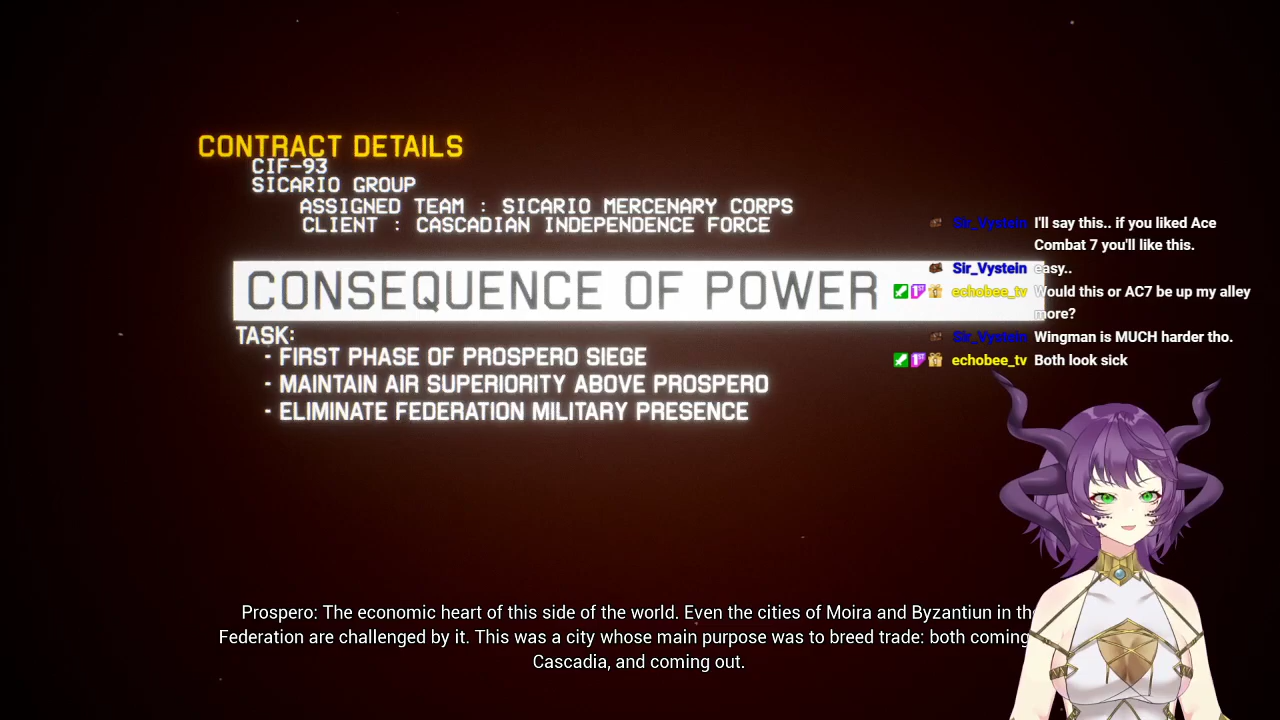 CONTRACT DETAILS
CIF-93
SICARIO GROUP
ASSIGNED TEAM : SICARIO MERCENARY CORPS
CLIENT : CASCADIAN INDEPENDENCE FORCE
CONSEQUENCE OF POWER
TASK:
- FIRST PHASE OF PROSPERO SIEGE
- MAINTAIN AIR SUPERIORITY ABOVE PROSPERO
- ELIMINATE FEDERATION MILITARY PRESENCE
Sir_Vystein I'll say this.. if you liked Ace
Combat 7 you'll like this.
Sir_Vystein easy..
echobee_tv Would this or AC7 be up my alley
more?
Sir_Vystein Wingman is MUCH harder tho.
echobee_tv Both look sick
Prospero: The economic heart of this side of the world. Even the cities of Moira and Byzantiun in the
Federation are challenged by it. This was a city whose main purpose was to breed trade: both coming
Cascadia, and coming out.